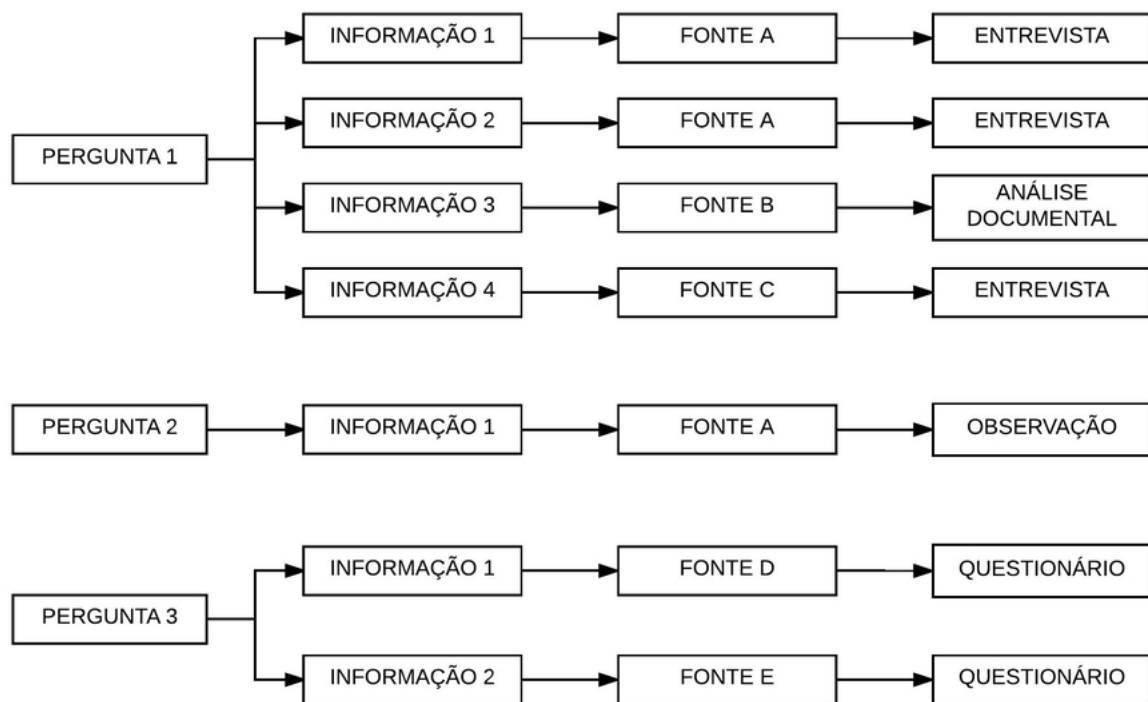 INFORMAÇÃO 1
FONTE A
ENTREVISTA
INFORMAÇÃO 2
FONTE A
ENTREVISTA
PERGUNTA 1
INFORMAÇÃO 3
FONTE B
ANÁLISE
DOCUMENTAL
INFORMAÇÃO 4
FONTE C
ENTREVISTA
PERGUNTA 2
INFORMAÇÃO 1
FONTE A
OBSERVAÇÃO
INFORMAÇÃO 1
FONTE D
QUESTIONÁRIO
PERGUNTA 3
INFORMAÇÃO 2
FONTE E
QUESTIONÁRIO